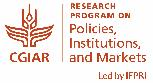 RESEARCH
PROGRAM ON
Policies,
Institutions,
and Markets
CGIAR
Led by IFPRI